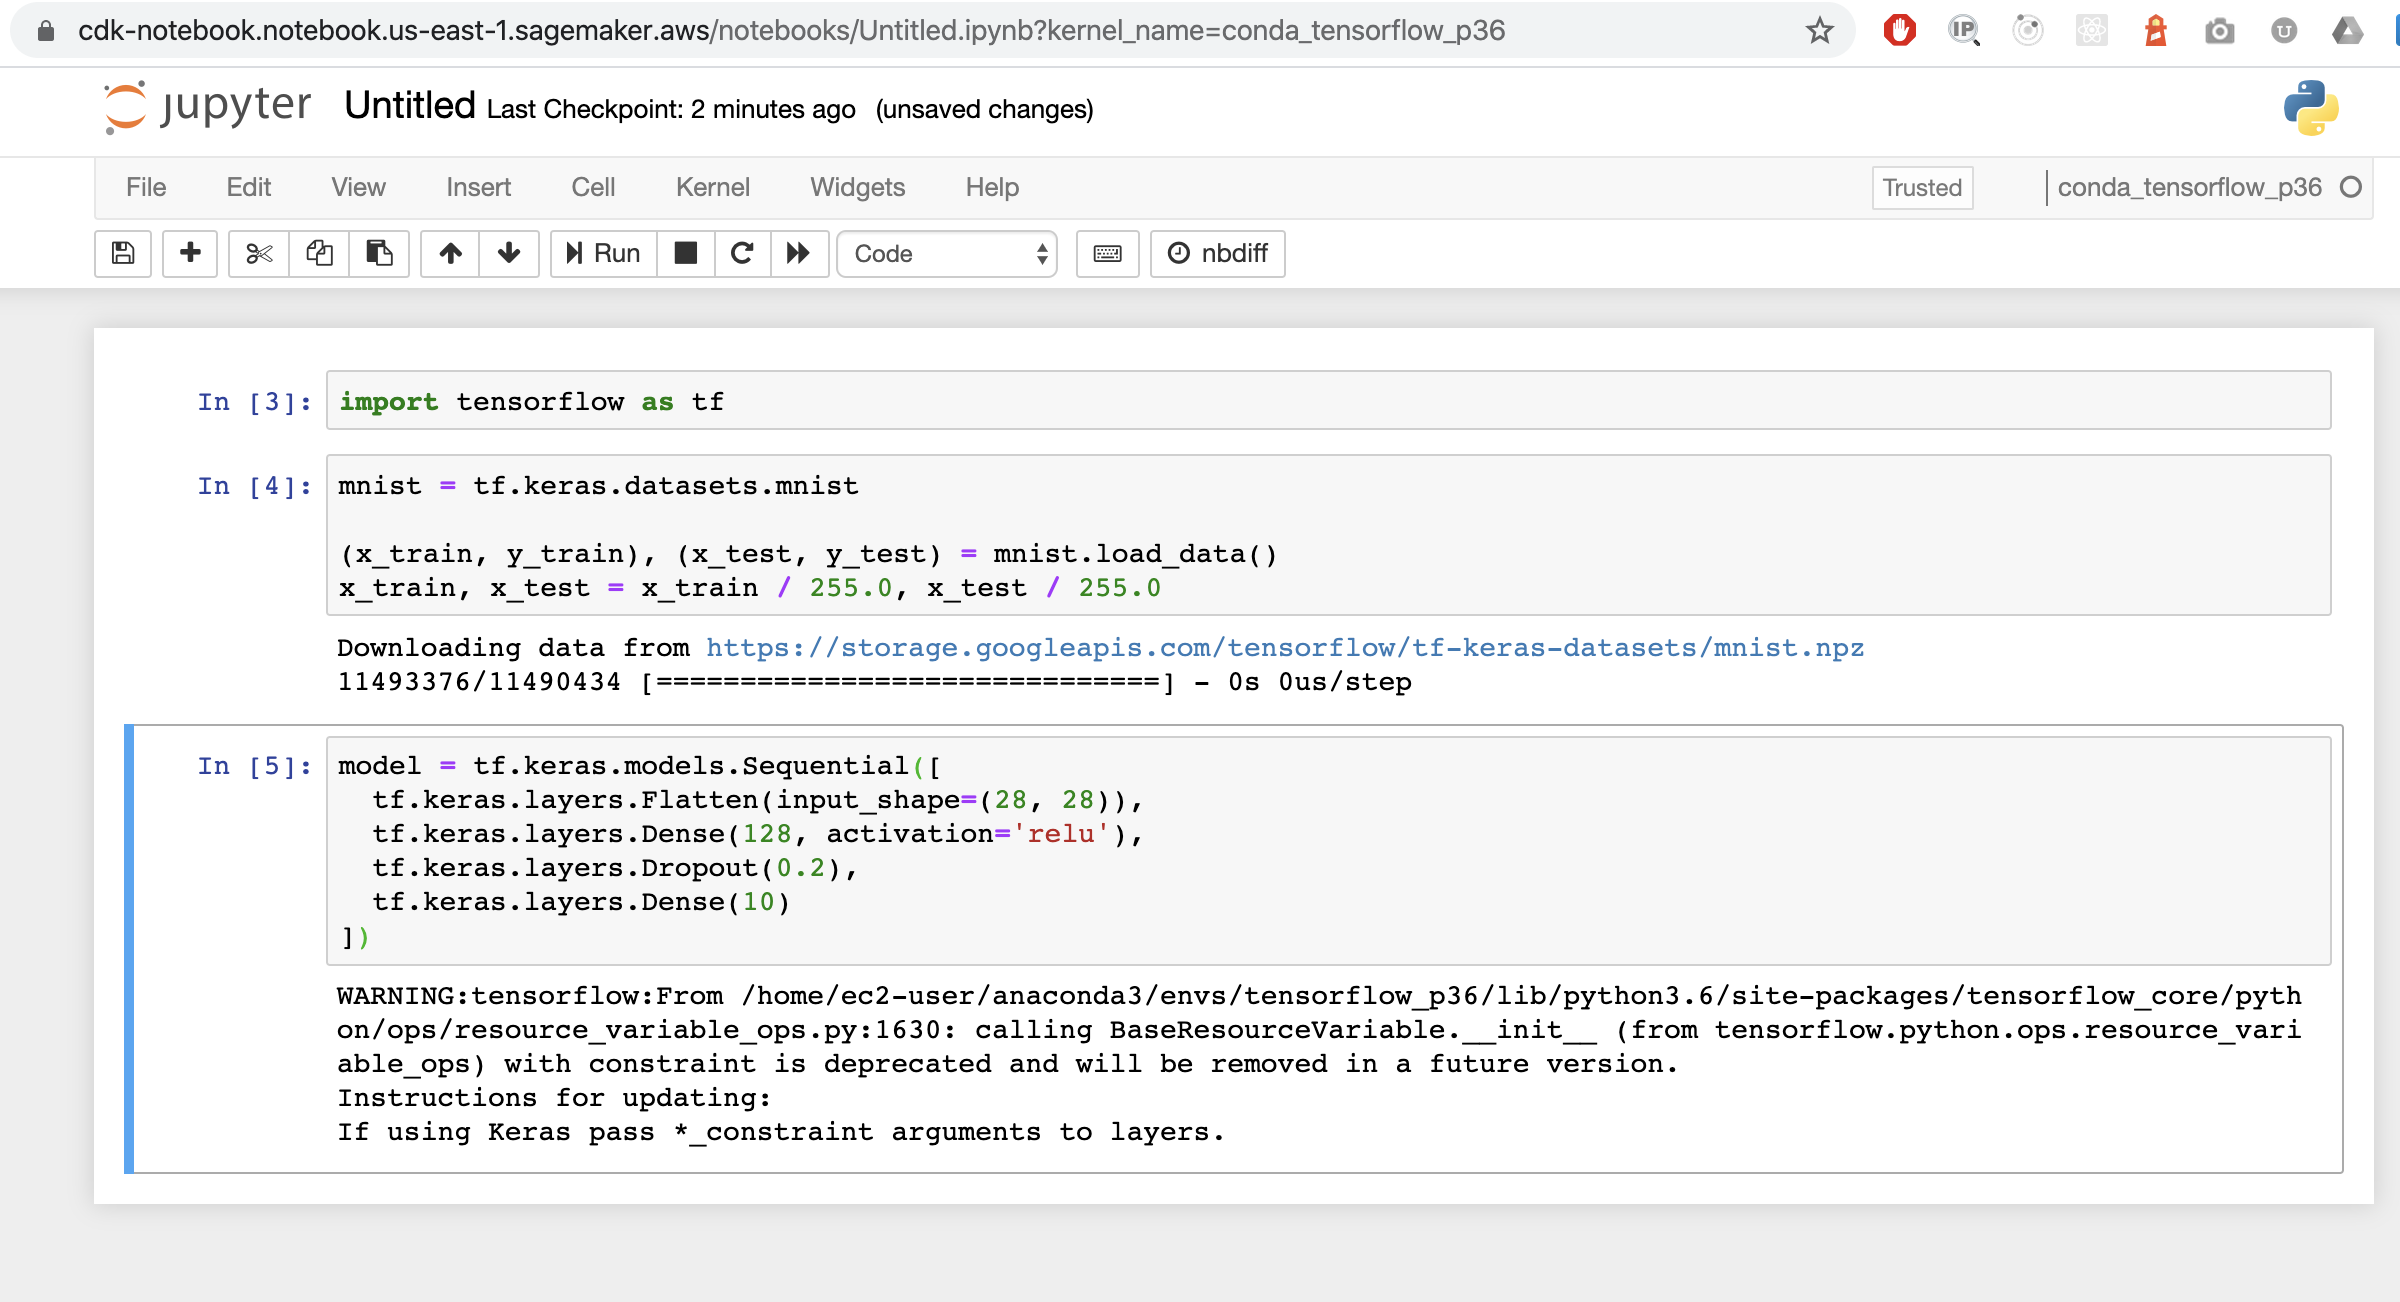 cdk-notebook.notebook.us-east-1.sagemaker.aws/notebooks/Untitled.ipynb?kernel_name=conda_tensorflow_p36
IP
U
jupyter Untitled Last Checkpoint: 2 minutes ago (unsaved changes)
File Edit View Insert Cell Kernel Widgets Help Trusted conda_tensorflow_p36
Run Code nbdiff
In [3]: import tensorflow as tf
In [4]: mnist = tf.keras.datasets.mnist
(x_train, y_train), (x_test, y_test) = mnist.load_data()
x_train, x_test = x_train / 255.0, x_test / 255.0
Downloading data from https://storage.googleapis.com/tensorflow/tf-keras-datasets/mnist.npz
11493376/11490434 [==============================] - 0s 0us/step
In [5]: model = tf.keras.models.Sequential([
  tf.keras.layers.Flatten(input_shape=(28, 28)),
  tf.keras.layers.Dense(128, activation='relu'),
  tf.keras.layers.Dropout(0.2),
  tf.keras.layers.Dense(10)
])
WARNING:tensorflow:From /home/ec2-user/anaconda3/envs/tensorflow_p36/lib/python3.6/site-packages/tensorflow_core/pyth
on/ops/resource_variable_ops.py:1630: calling BaseResourceVariable.__init__ (from tensorflow.python.ops.resource_vari
able_ops) with constraint is deprecated and will be removed in a future version.
Instructions for updating:
If using Keras pass *_constraint arguments to layers.